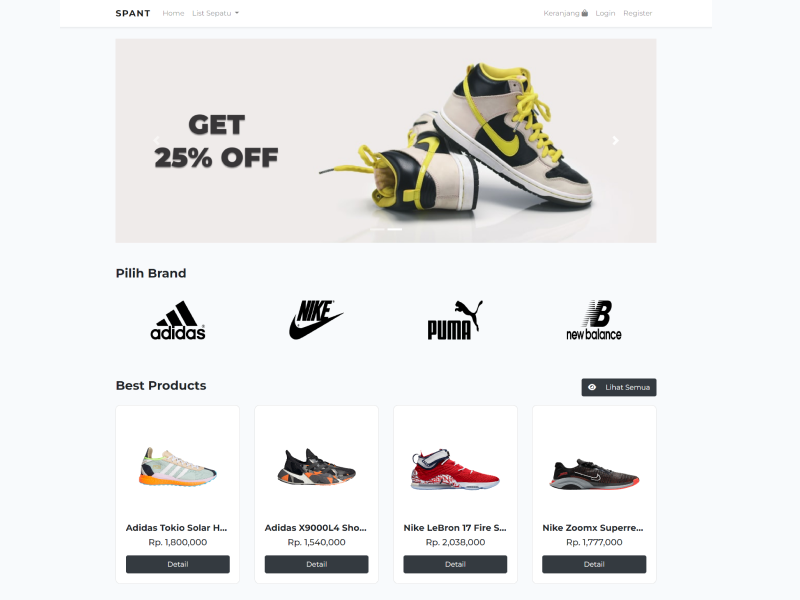 SPANT Home List Sepatu Keranjang Login Register
GET
25% OFF
Pilih Brand
adidas NIKE PUMA new balance
Best Products Lihat Semua
Adidas Tokio Solar H... Adidas X9000L4 Sho... Nike LeBron 17 Fire S... Nike Zoomx Superre...
Rp. 1,800,000 Rp. 1,540,000 Rp. 2,038,000 Rp. 1,777,000
Detail Detail Detail Detail